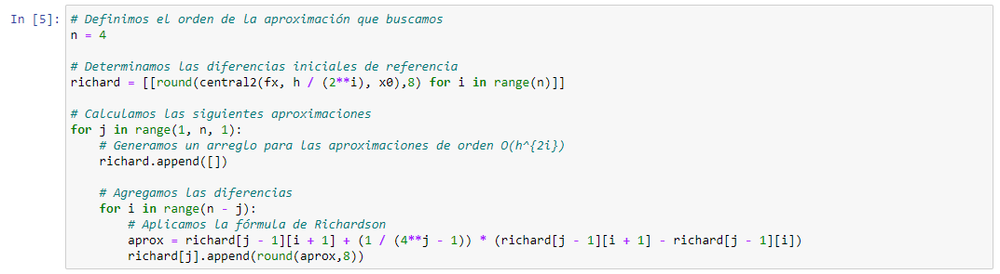 In [5]: # Definimos el orden de la aproximación que buscamos
n = 4
# Determinamos las diferencias iniciales de referencia
richard = [[round(central2(fx, h / (2**i), x0),8) for i in range(n)]]
# Calculamos las siguientes aproximaciones
for j in range(1, n, 1):
    # Generamos un arreglo para las aproximaciones de orden O(h^{2i})
    richard.append([])
    # Agregamos las diferencias
    for i in range(n - j):
        # Aplicamos la fórmula de Richardson
        aprox = richard[j - 1][i + 1] + (1 / (4**j - 1)) * (richard[j - 1][i + 1] - richard[j - 1][i])
        richard[j].append(round(aprox,8))